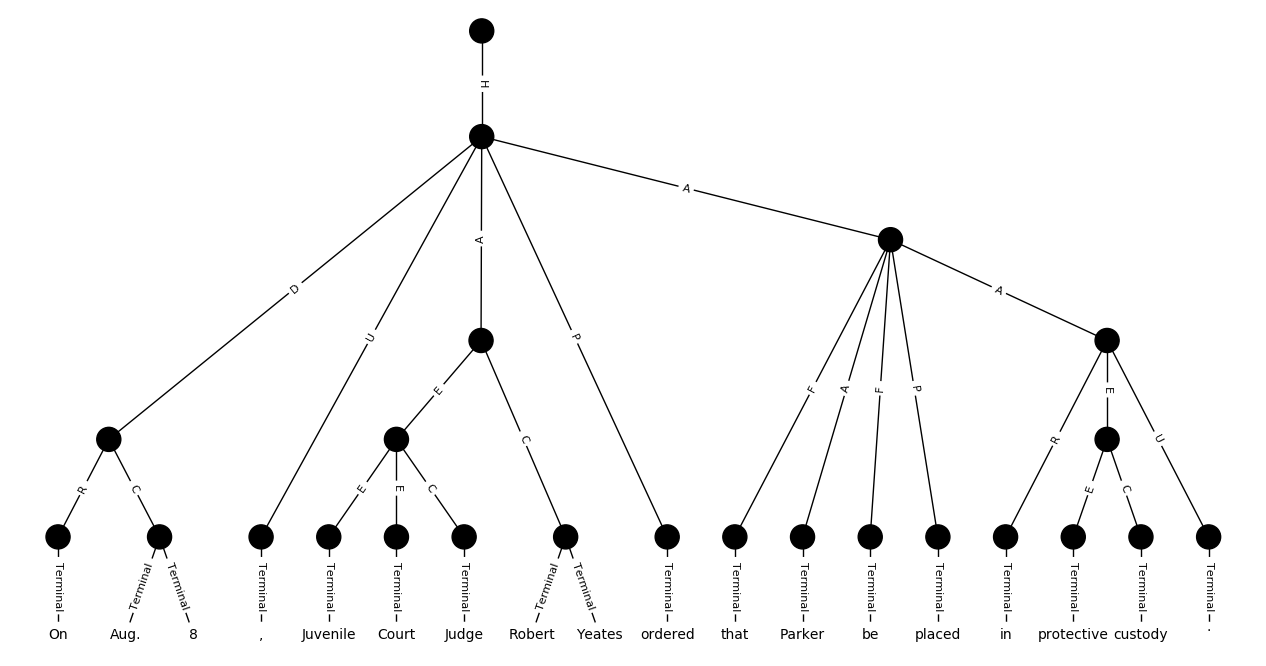 H
A
D
A
U
P
A
F
A
F
P
E
E
R
E
C
U
R
C
E
E
C
E
C
Terminal Terminal Terminal Terminal Terminal Terminal Terminal Terminal Terminal Terminal Terminal Terminal Terminal Terminal Terminal Terminal Terminal Terminal
On Aug. 8 , Juvenile Court Judge Robert Yeates ordered that Parker be placed in protective custody .